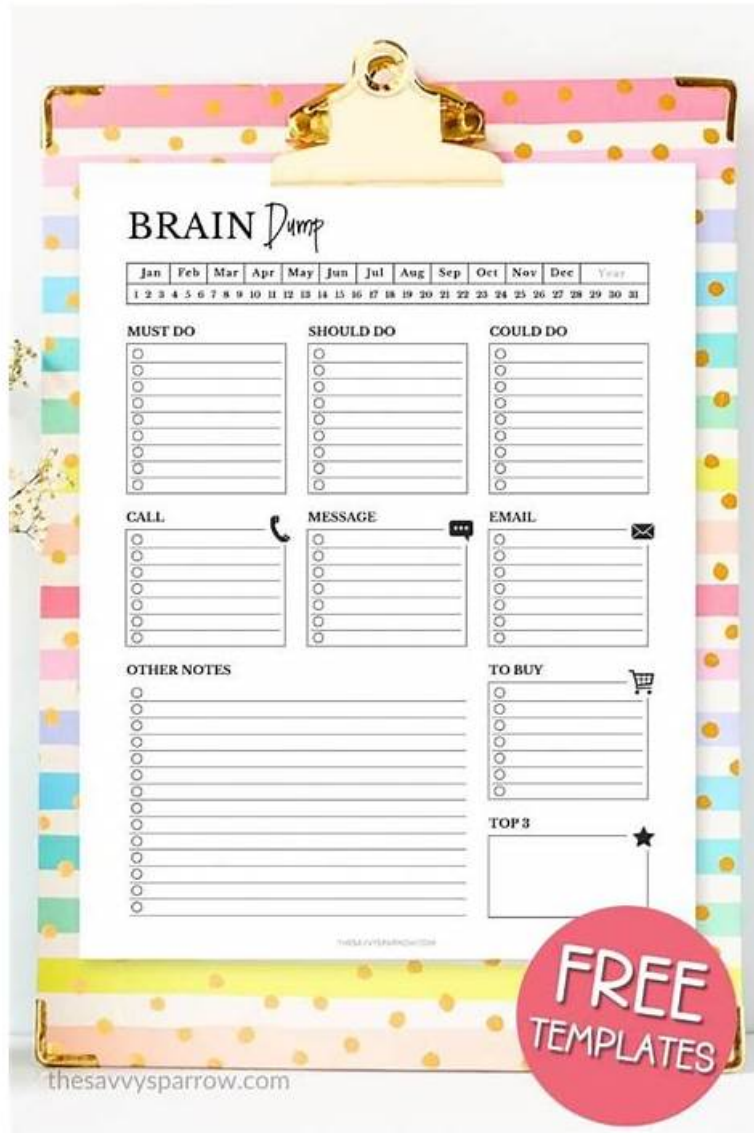 BRAIN Dump
Jan Feb Mar Apr May Jun Jul Aug Sep Oct Nov Dec Year
1 2 3 4 5 6 7 8 9 10 11 12 13 14 15 16 17 18 19 20 21 22 23 24 25 26 27 28 29 30 31
MUST DO SHOULD DO COULD DO
CALL MESSAGE EMAIL
OTHER NOTES TO BUY
TOP 3
THESAVVYSPARROW.COM
FREE
TEMPLATES
thesavvysparrow.com